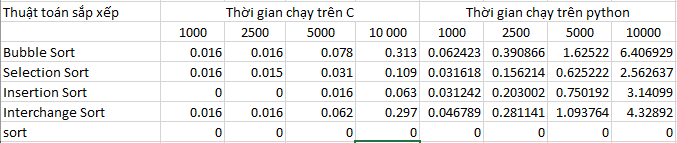 Thuật toán sắp xếp Thời gian chạy trên C Thời gian chạy trên python
1000 2500 5000 10 000 1000 2500 5000 10000
Bubble Sort 0.016 0.016 0.078 0.313 0.062423 0.390866 1.62522 6.406929
Selection Sort 0.016 0.015 0.031 0.109 0.031618 0.156214 0.625222 2.562637
Insertion Sort 0 0 0.016 0.063 0.031242 0.203002 0.750192 3.14099
Interchange Sort 0.016 0.016 0.062 0.297 0.046789 0.281141 1.093764 4.32892
sort 0 0 0 0 0 0 0 0